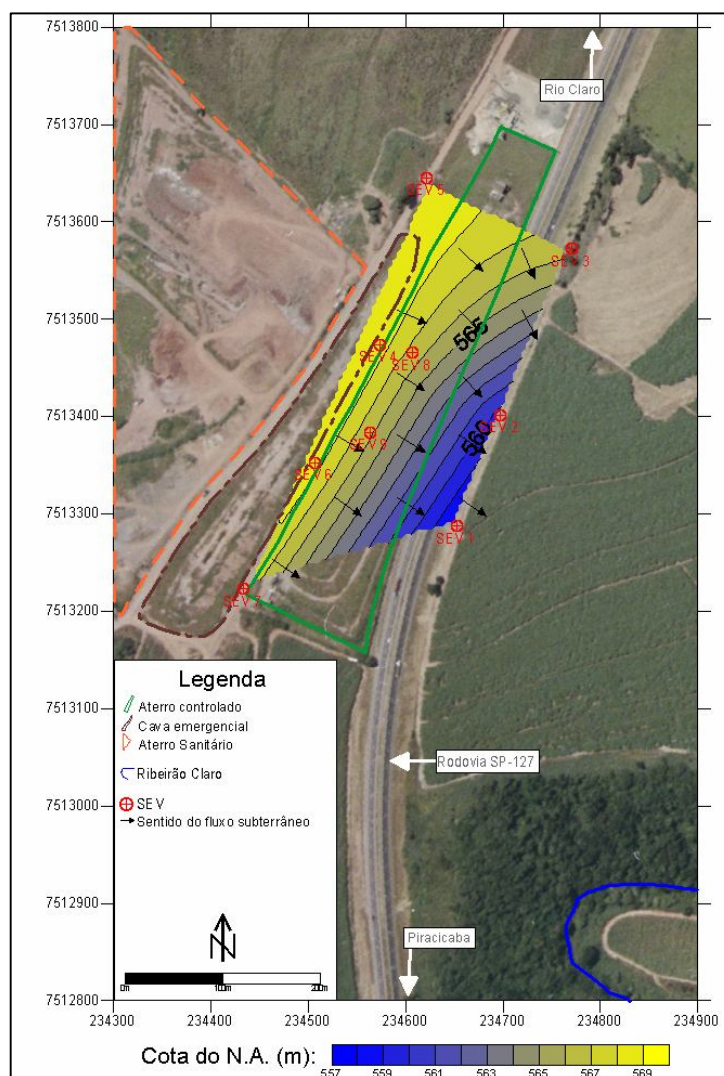 7513800
7513700
7513600
7513500
7513400
7513300
7513200
7513100
7513000
7512900
7512800
Rio Claro
SEV 5
SEV 3
565
SEV 4
SEV 8
SEV 2
560
SEV 9
SEV 6
SEV 1
SEV 7
Legenda
Aterro controlado
Cava emergencial
Aterro Sanitário
Ribeirão Claro
SEV
Sentido do fluxo subterrâneo
N
0m 100m 200m
Rodovia SP-127
Piracicaba
234300 234400 234500 234600 234700 234800 234900
Cota do N.A. (m):
557 559 561 563 565 567 569